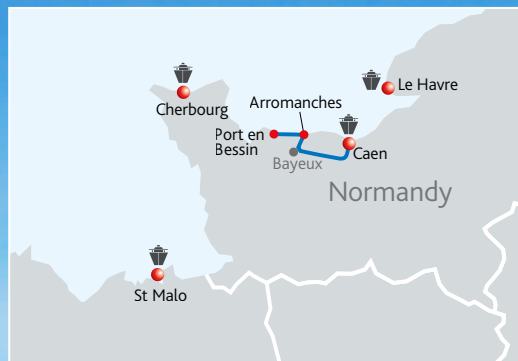 Le Havre
Cherbourg
Arromanches
Port en
Bessin
Caen
Bayeux
Normandy
St Malo